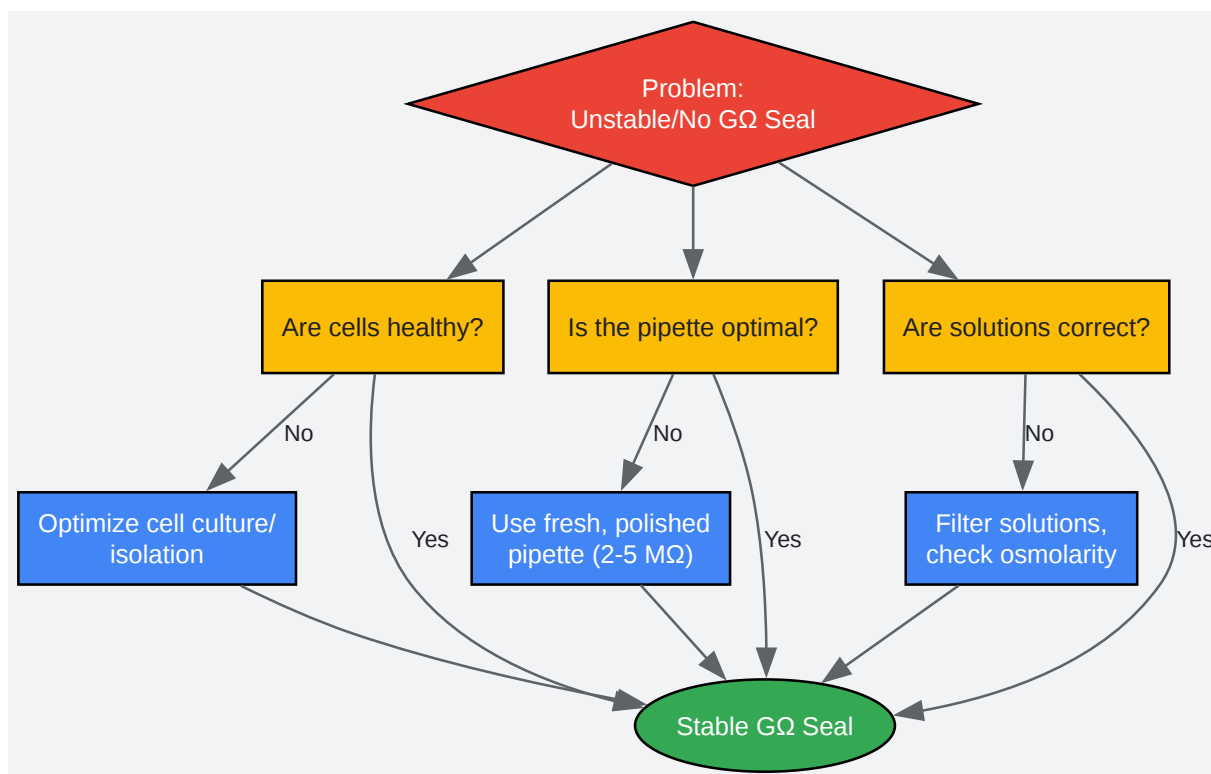 Problem:
Unstable/No GΩ Seal
Are cells healthy?
Is the pipette optimal?
Are solutions correct?
No
No
No
Optimize cell culture/
isolation
Yes
Use fresh, polished
pipette (2-5 MΩ)
Yes
Filter solutions,
check osmolarity
Yes
Stable GΩ Seal